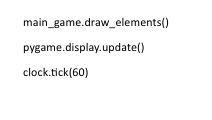 main_game.draw_elements()
pygame.display.update()
clock.tick(60)